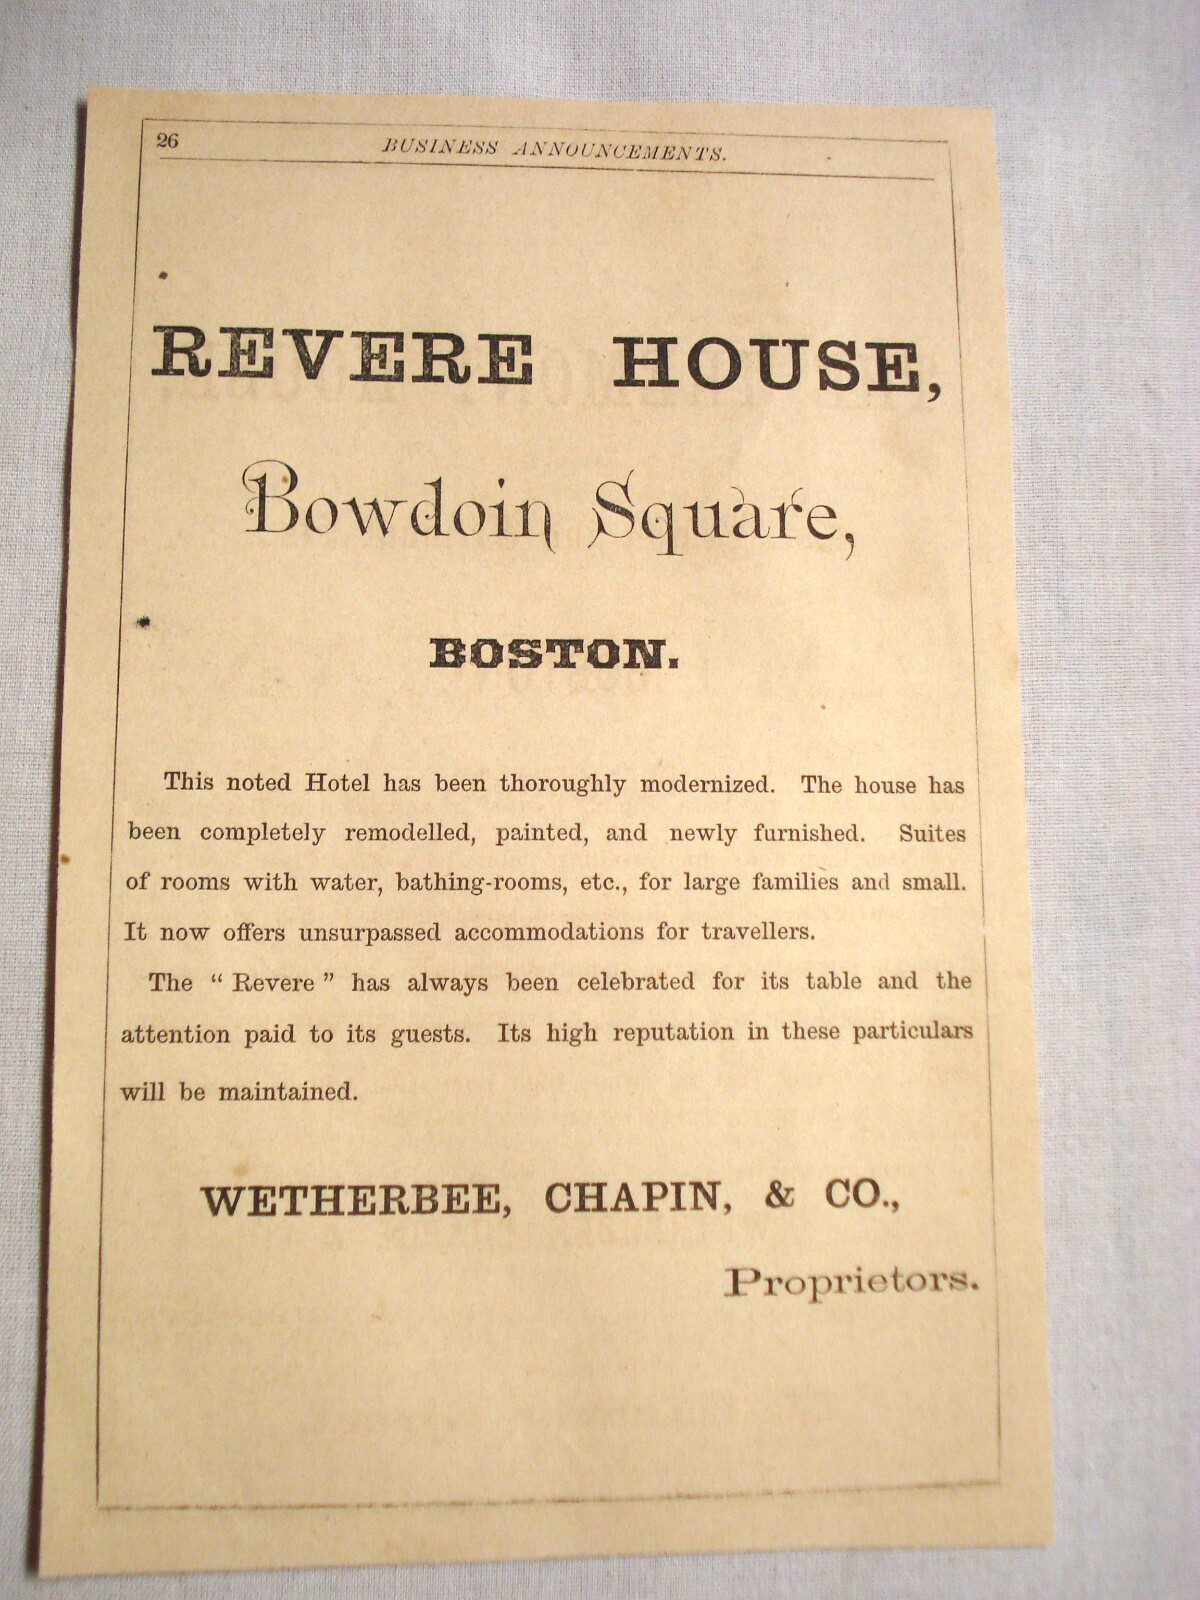 26
BUSINESS ANNOUNCEMENTS.
REVERE HOUSE,
Bowdoin Square,
BOSTON.
This noted Hotel has been thoroughly modernized. The house has
been completely remodelled, painted, and newly furnished. Suites
of rooms with water, bathing-rooms, etc., for large families and small.
It now offers unsurpassed accommodations for travellers.
The “ Revere ” has always been celebrated for its table and the
attention paid to its guests. Its high reputation in these particulars
will be maintained.
WETHERBEE, CHAPIN, & CO.,
Proprietors.